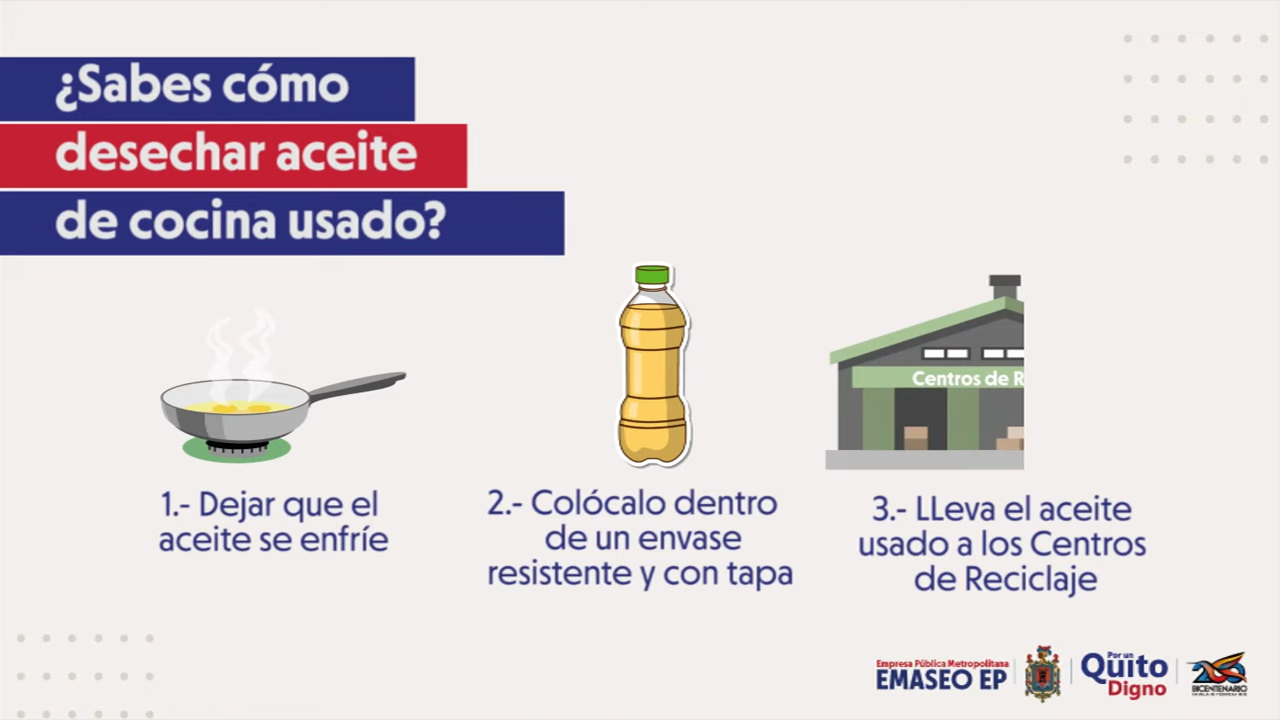 ¿Sabes cómo
desechar aceite
de cocina usado?
Centros de R
1.- Dejar que el
aceite se enfríe
2.- Colócalo dentro
de un envase
resistente y con tapa
3.- LLeva el aceite
usado a los Centros
de Reciclaje
Empresa Pública Metropolitana
EMASEO EP
Por un
Quito
Digno
200
BICENTENARIO